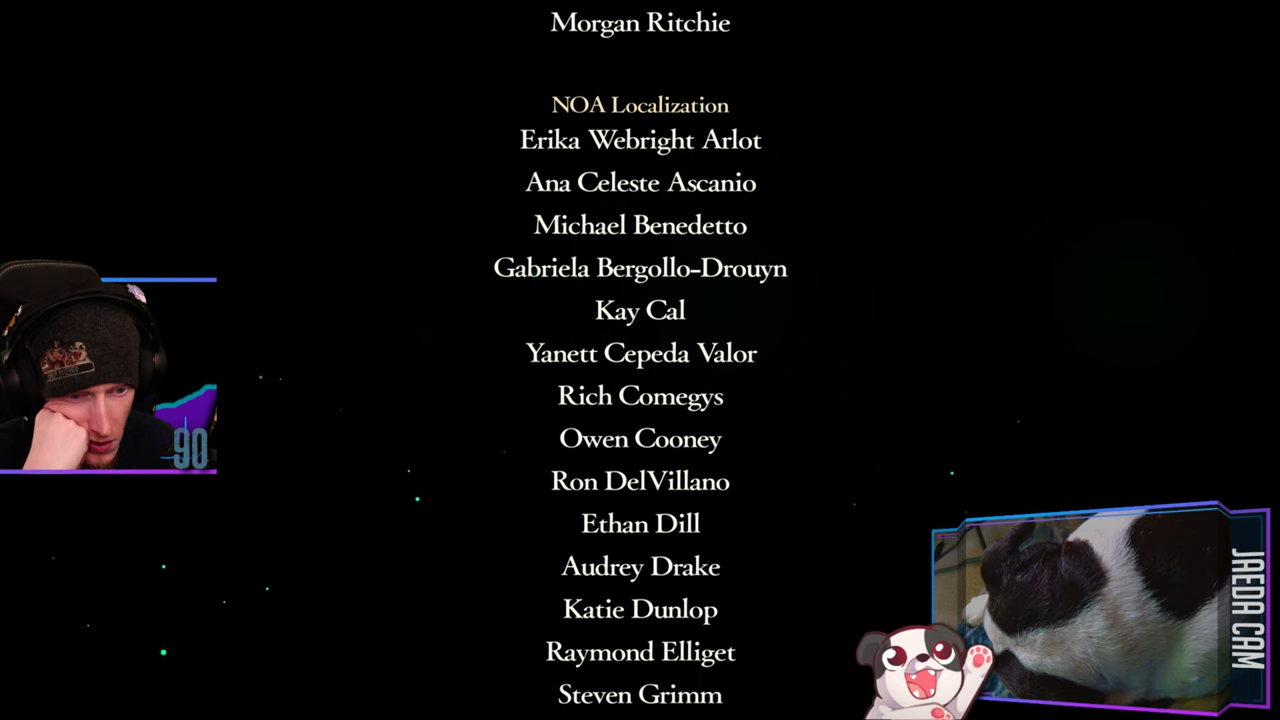 Morgan Ritchie
NOA Localization
Erika Webright Arlot
Ana Celeste Ascanio
Michael Benedetto
Gabriela Bergollo-Drouyn
Kay Cal
Yanett Cepeda Valor
Rich Comegys
Owen Cooney
Ron DelVillano
Ethan Dill
Audrey Drake
Katie Dunlop
Raymond Elliget
Steven Grimm
90
JAEDA CAM